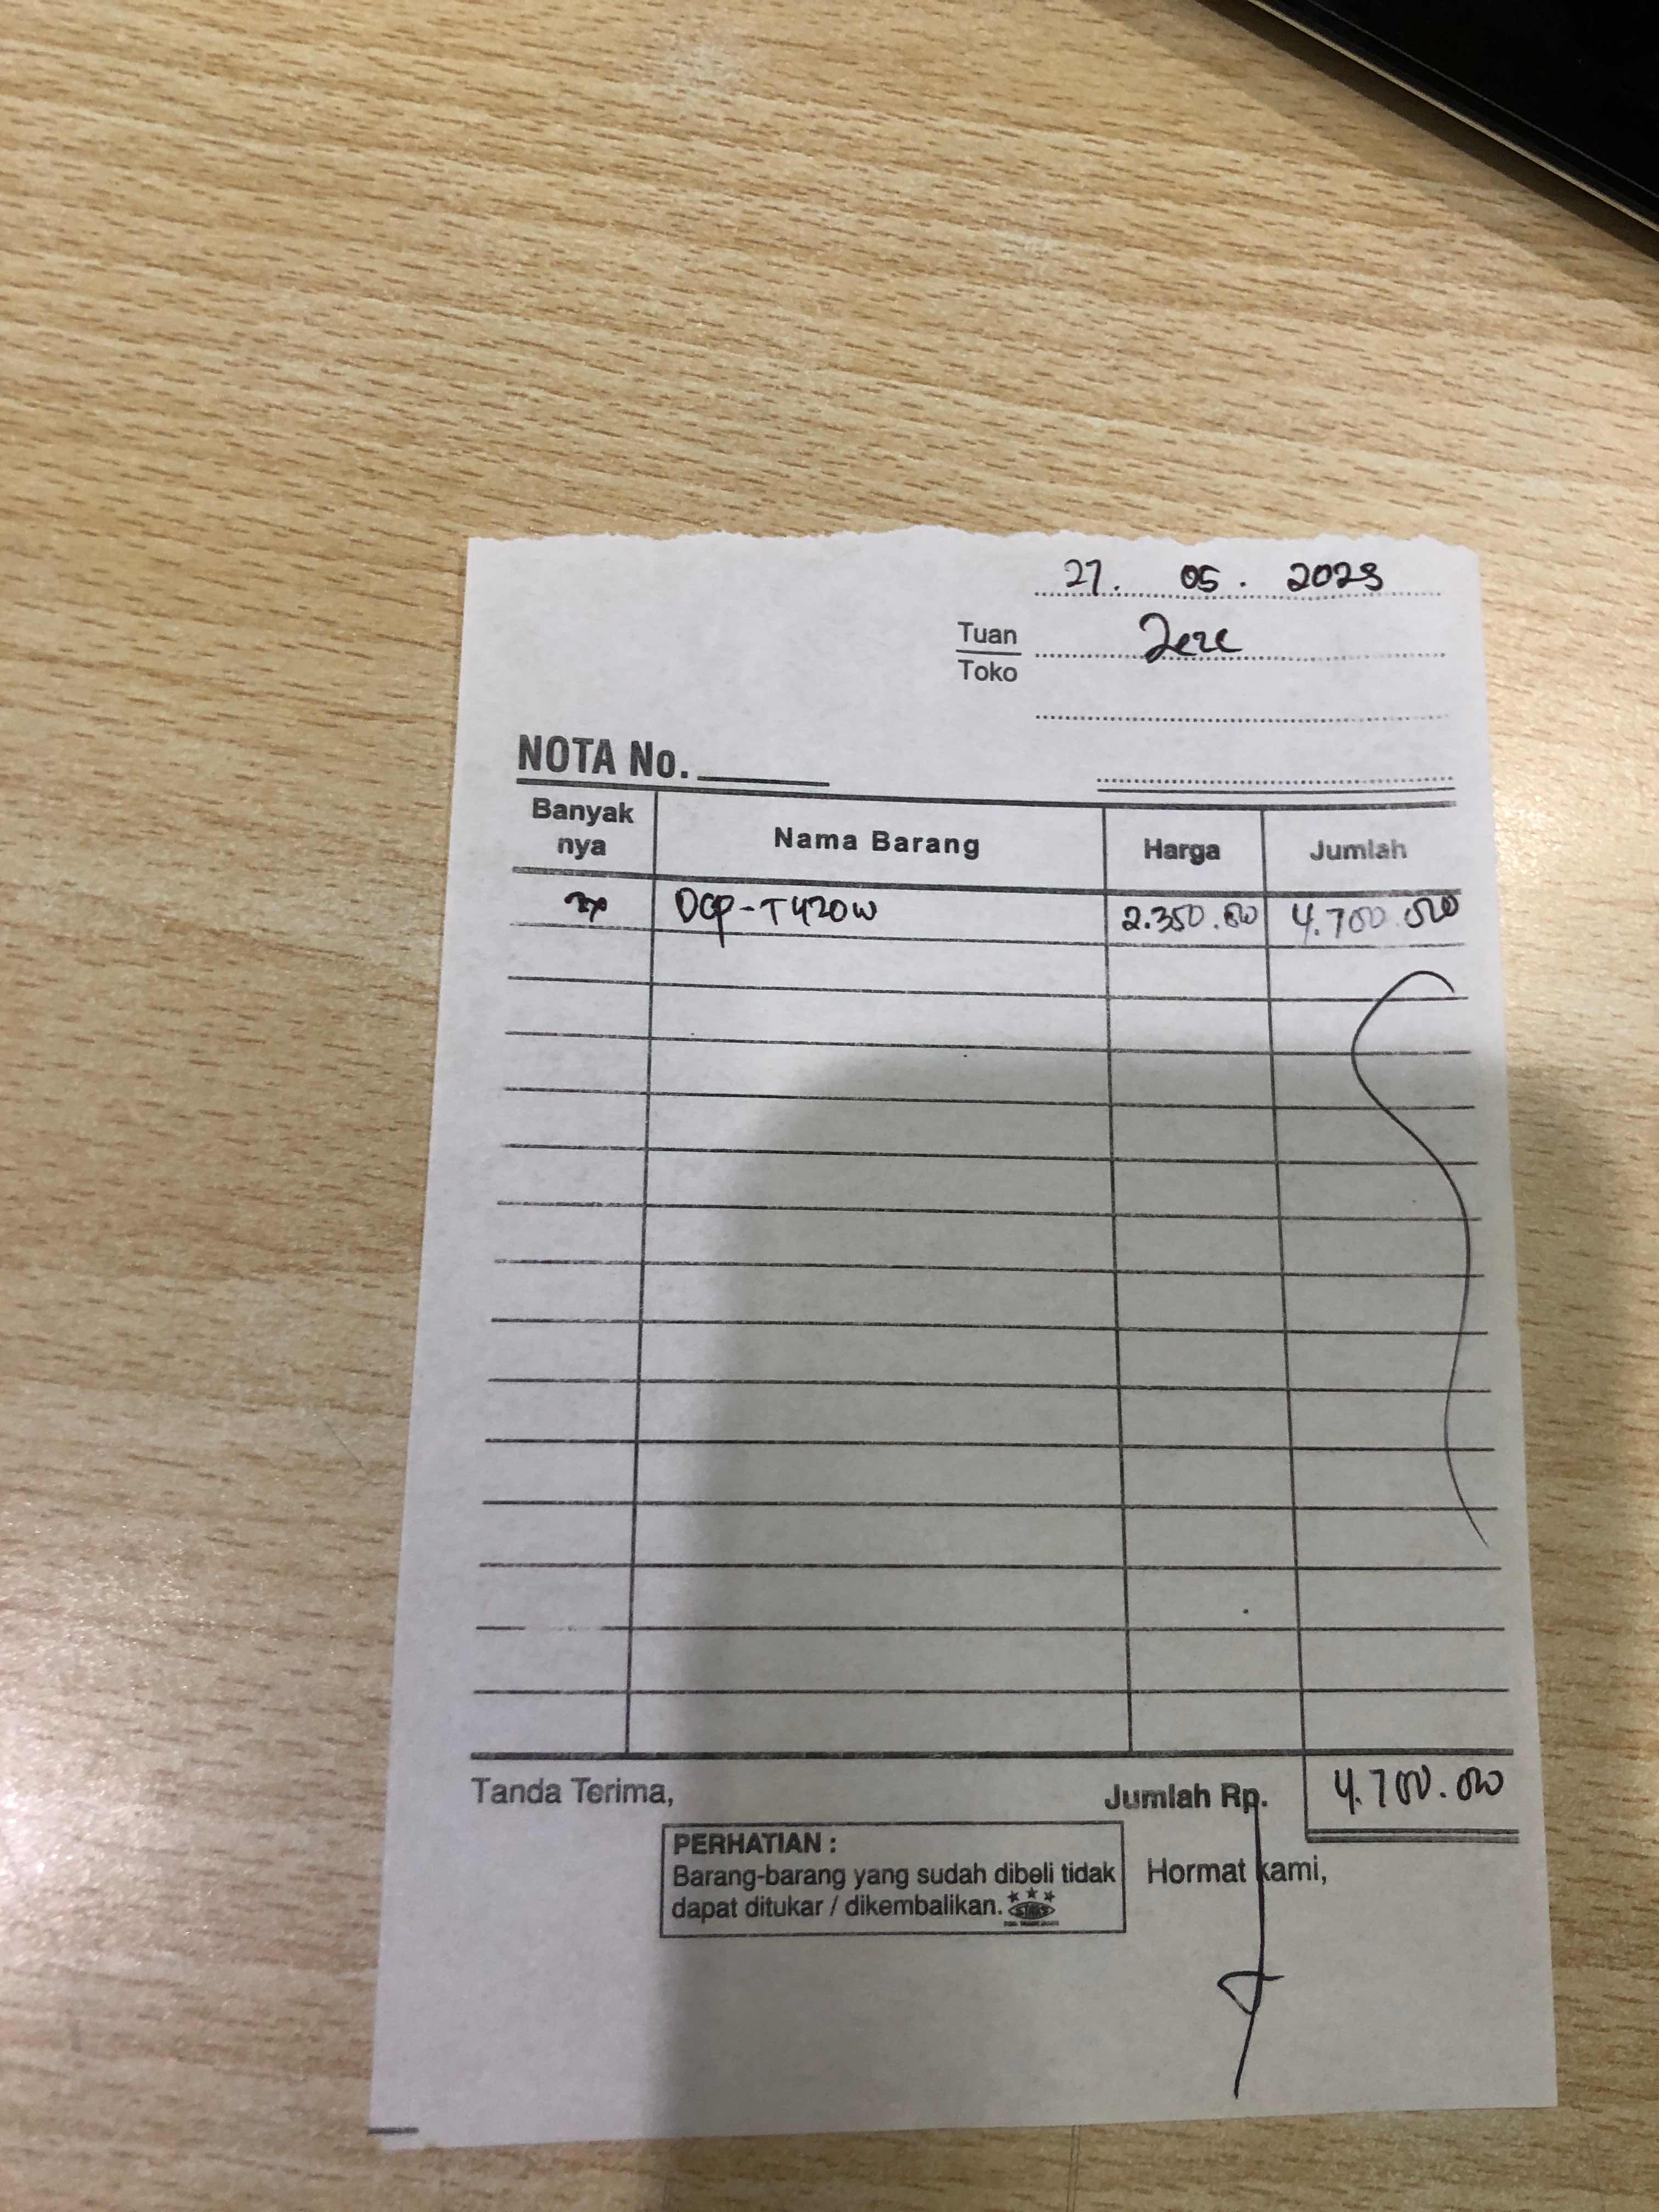 27. 05. 2023
Tuan Jeze
Toko
NOTA No.
Banyak nya Nama Barang Harga Jumlah
DCP-T420W 2.350.000 4.700.000
Tanda Terima, Jumlah Rp. 4.700.000
PERHATIAN :
Barang-barang yang sudah dibeli tidak
dapat ditukar / dikembalikan.
Hormat kami,